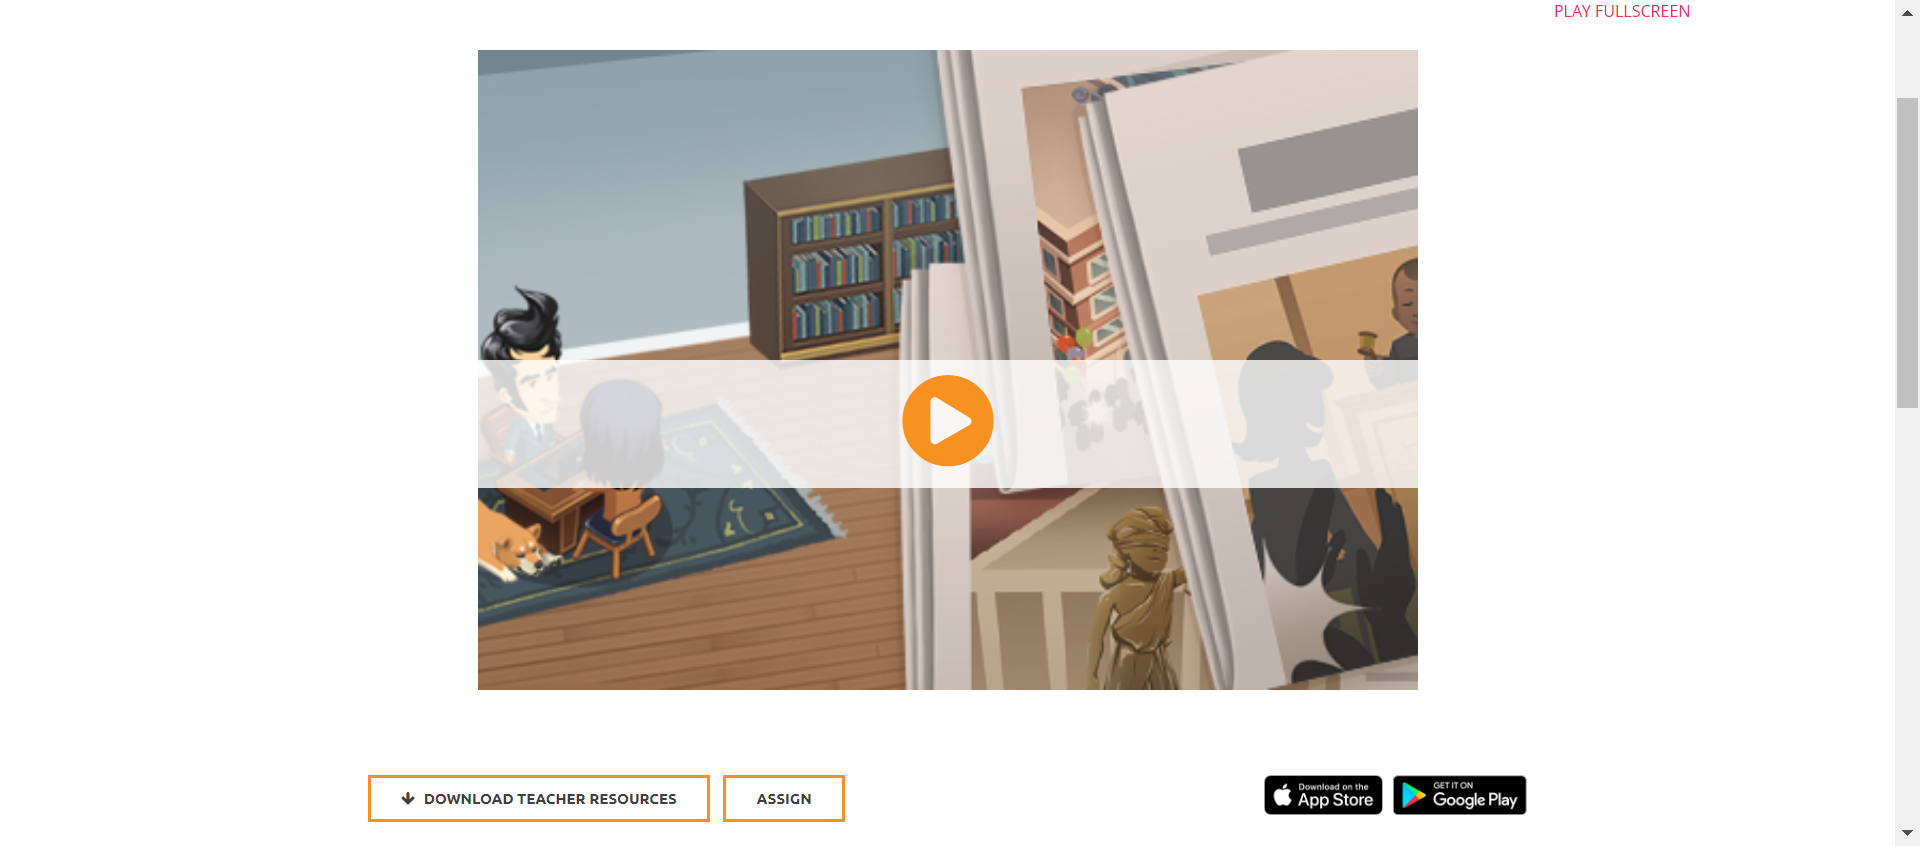 PLAY FULLSCREEN
DOWNLOAD TEACHER RESOURCES
ASSIGN
Download on the
App Store
GET IT ON
Google Play